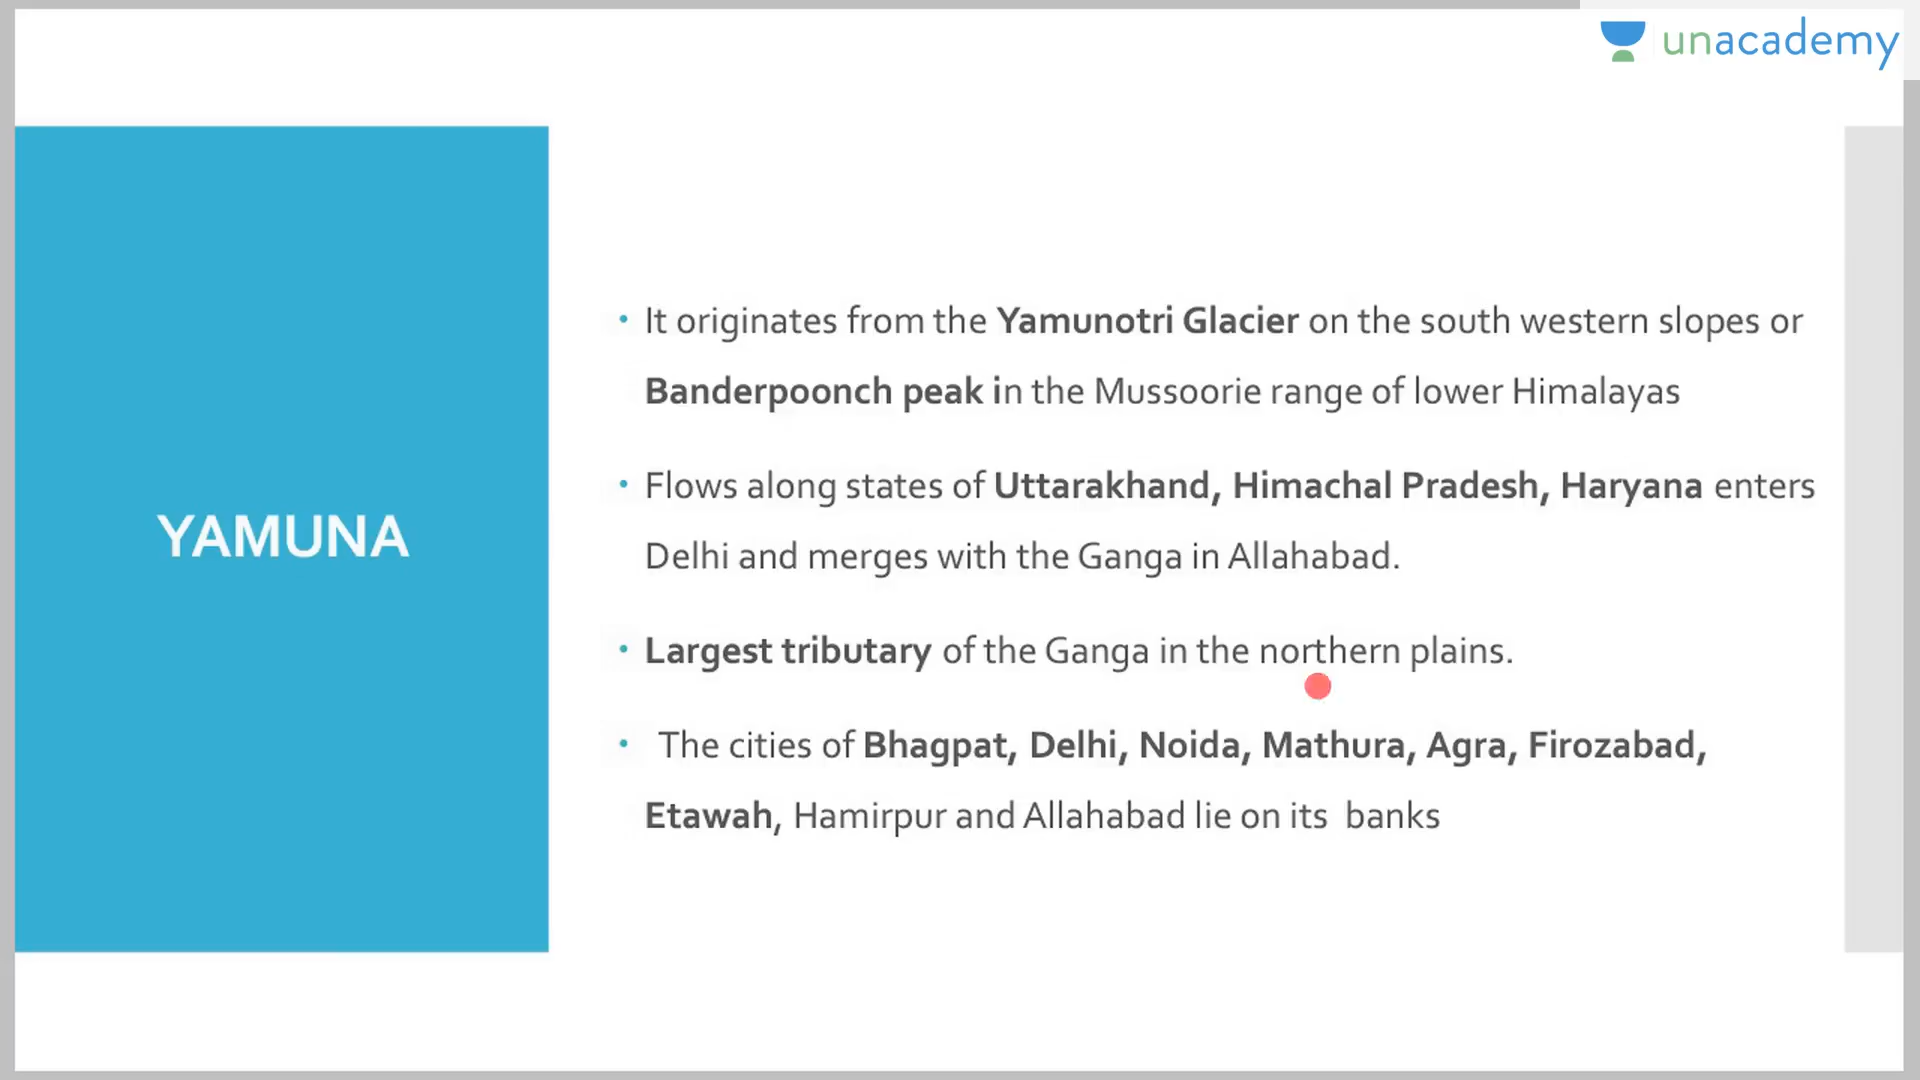 unacademy
YAMUNA
• It originates from the Yamunotri Glacier on the south western slopes or
Banderpoonch peak in the Mussoorie range of lower Himalayas
• Flows along states of Uttarakhand, Himachal Pradesh, Haryana enters
Delhi and merges with the Ganga in Allahabad.
• Largest tributary of the Ganga in the northern plains.
• The cities of Bhagpat, Delhi, Noida, Mathura, Agra, Firozabad,
Etawah, Hamirpur and Allahabad lie on its banks